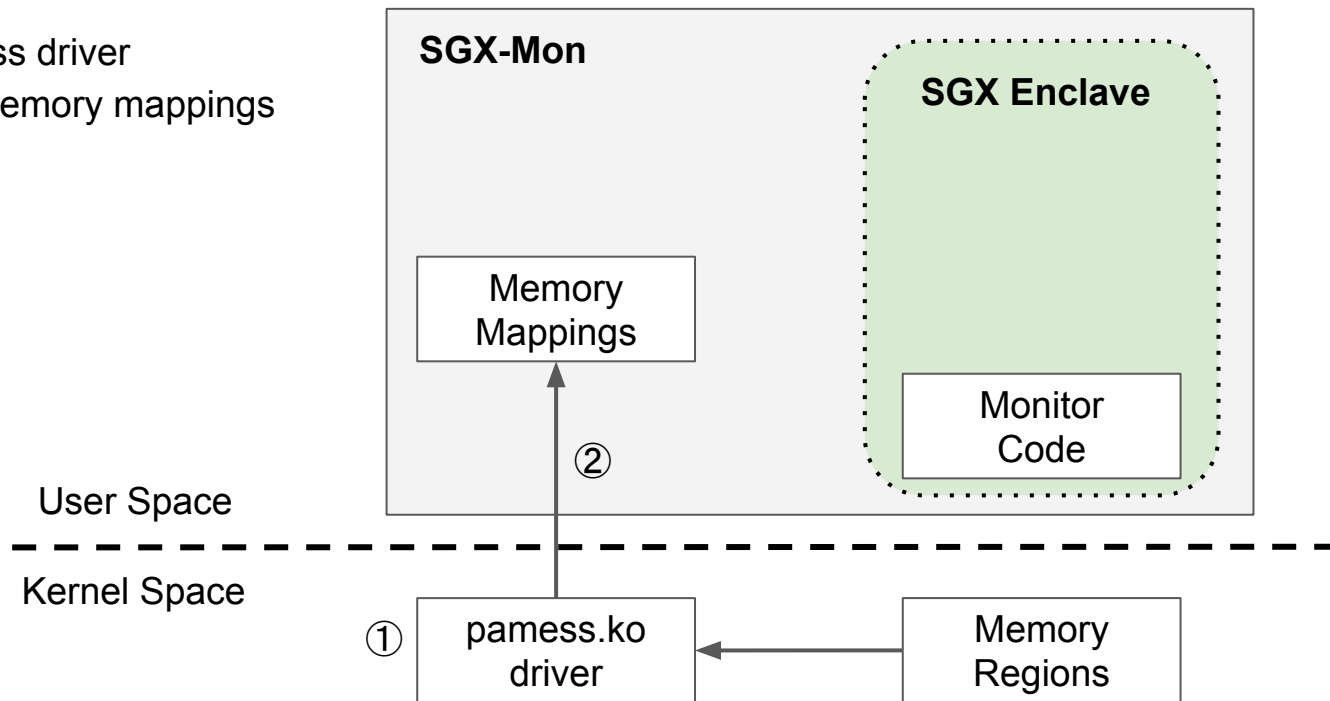 ss driver
emory mappings
SGX-Mon
SGX Enclave
Memory
Mappings
Monitor
Code
②
User Space
Kernel Space
①
pamess.ko
driver
Memory
Regions